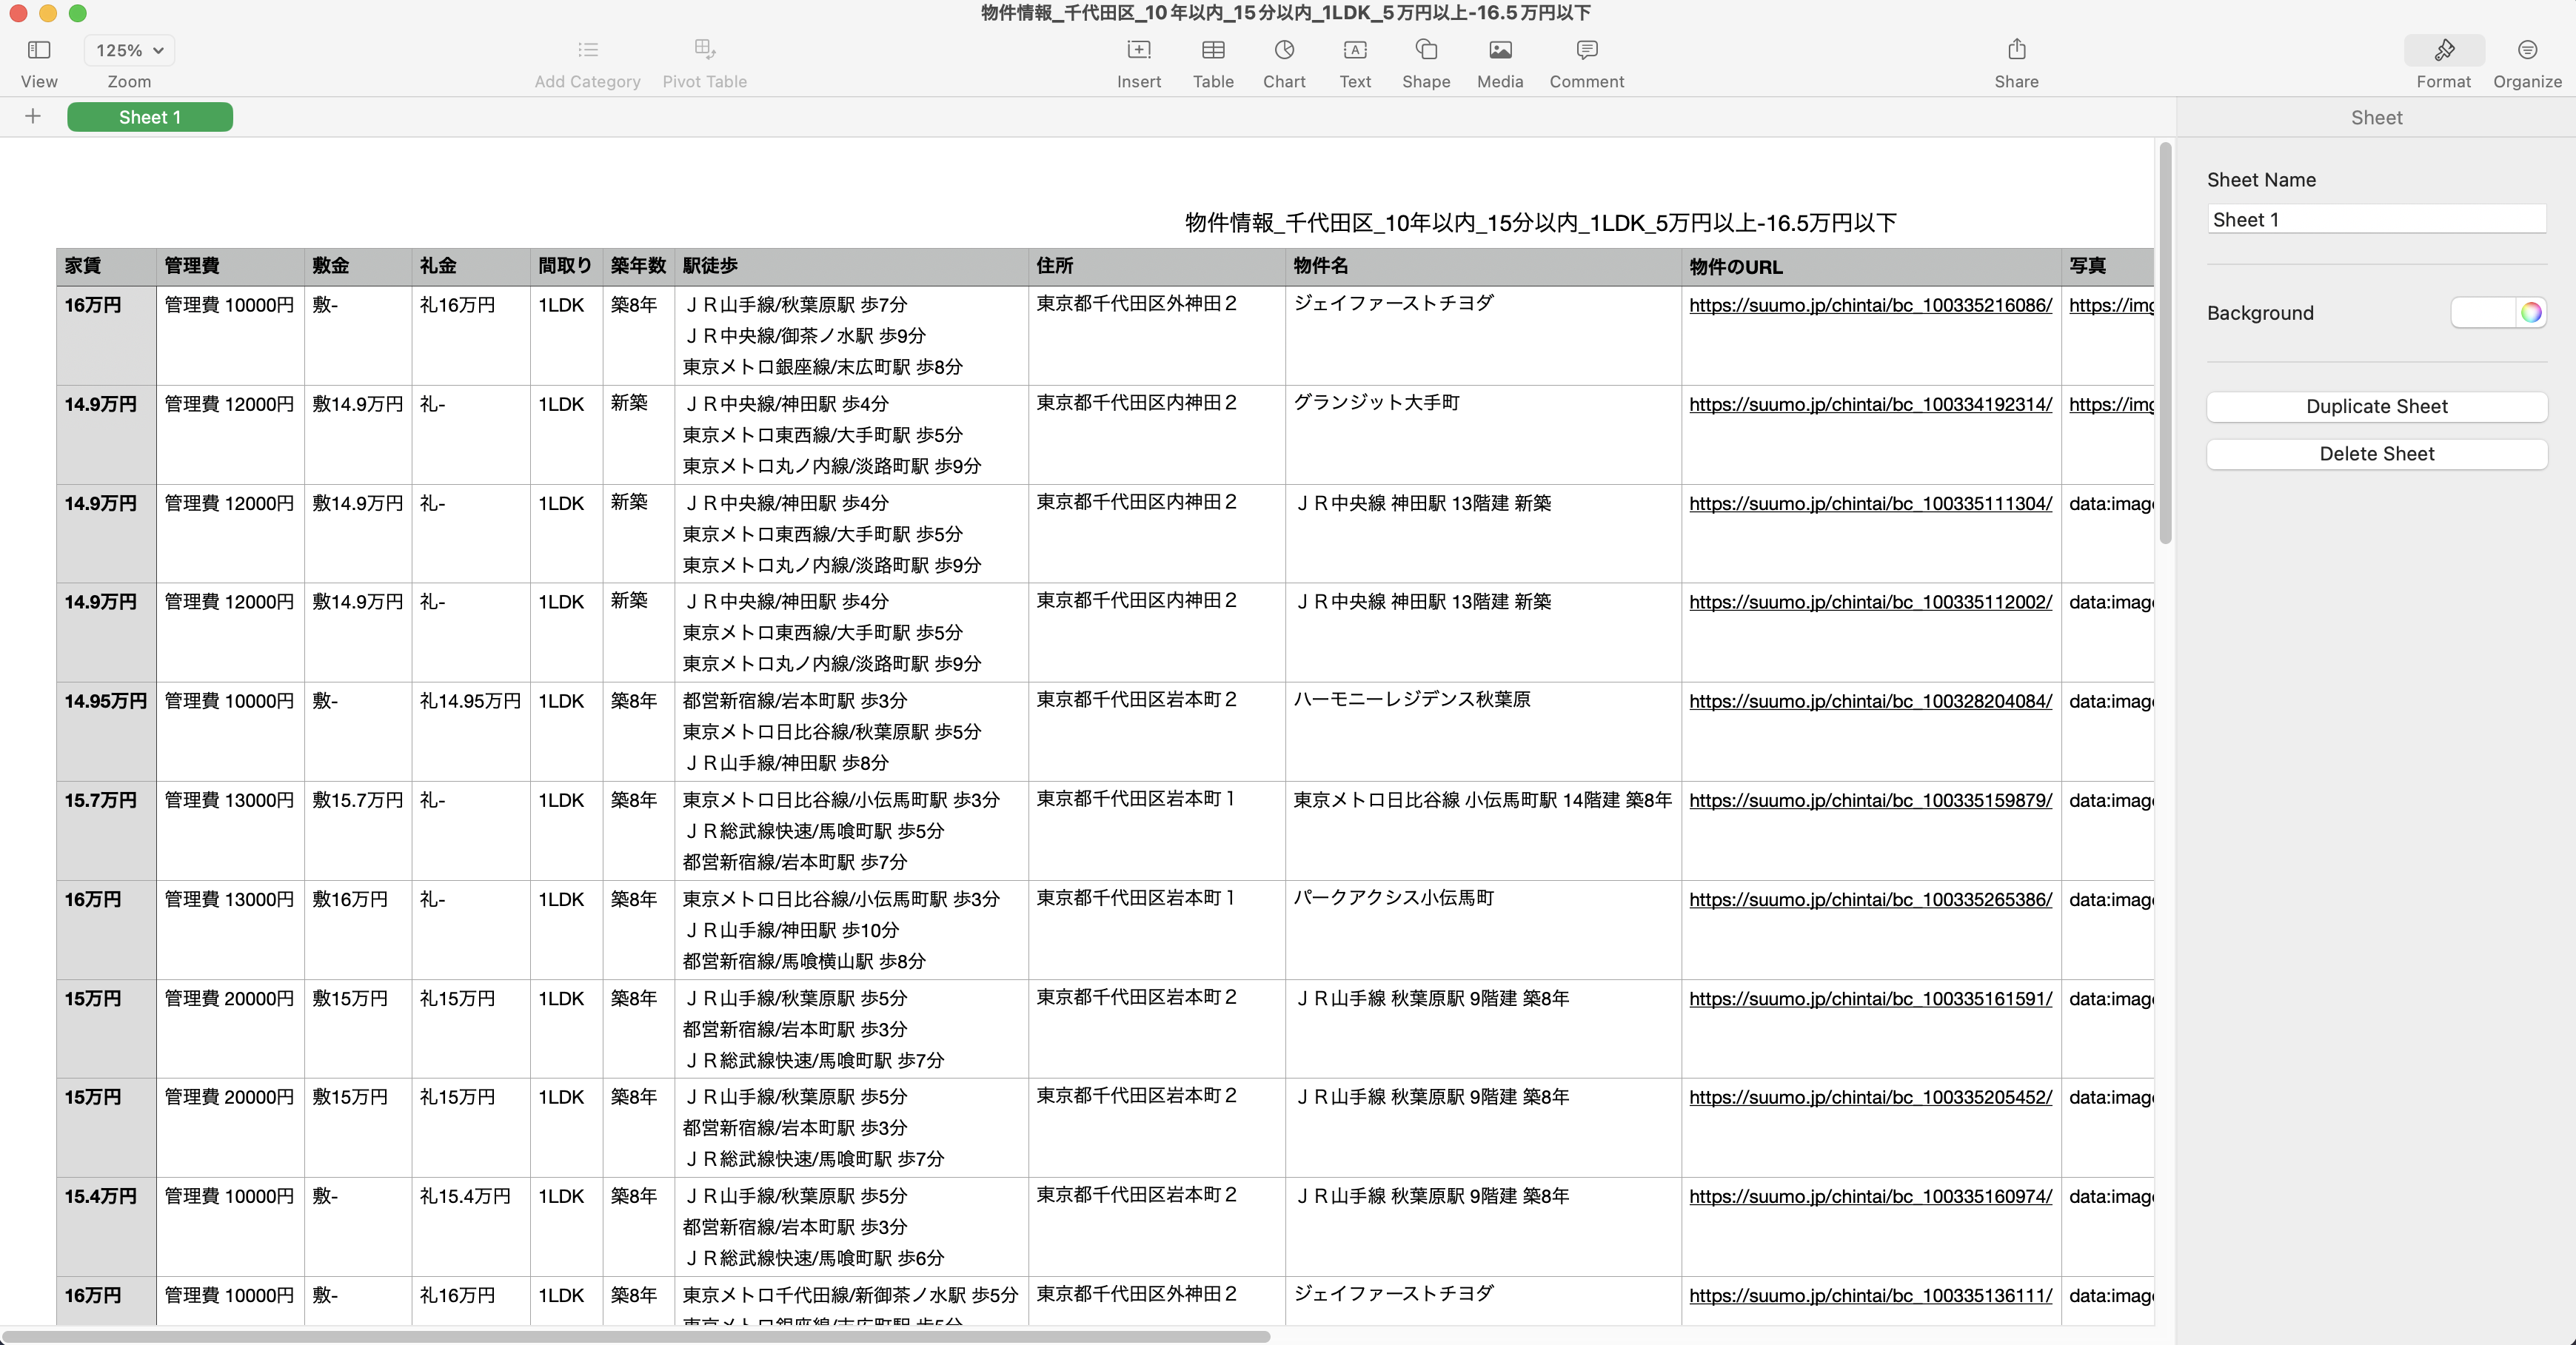 物件情報_千代田区_10年以内_15分以内_1LDK_5万円以上-16.5万円以下
125%
View
Zoom
Add Category
Pivot Table
Insert
Table
Chart
Text
Shape
Media
Comment
Share
Format
Organize
Sheet 1
Sheet
物件情報_千代田区_10年以内_15分以内_1LDK_5万円以上-16.5万円以下
家賃 管理費 敷金 礼金 間取り 築年数 駅徒歩 住所 物件名 物件のURL 写真
16万円 管理費 10000円 敷- 礼16万円 1LDK 築8年 ＪＲ山手線/秋葉原駅 歩7分 東京都千代田区外神田２ ジェイファーストチヨダ https://suumo.jp/chintai/bc_100335216086/ https://img
ＪＲ中央線/御茶ノ水駅 歩9分
東京メトロ銀座線/末広町駅 歩8分
14.9万円 管理費 12000円 敷14.9万円 礼- 1LDK 新築 ＪＲ中央線/神田駅 歩4分 東京都千代田区内神田２ グランジット大手町 https://suumo.jp/chintai/bc_100334192314/ https://img
東京メトロ東西線/大手町駅 歩5分
東京メトロ丸ノ内線/淡路町駅 歩9分
14.9万円 管理費 12000円 敷14.9万円 礼- 1LDK 新築 ＪＲ中央線/神田駅 歩4分 東京都千代田区内神田２ ＪＲ中央線 神田駅 13階建 新築 https://suumo.jp/chintai/bc_100335111304/ data:image
東京メトロ東西線/大手町駅 歩5分
東京メトロ丸ノ内線/淡路町駅 歩9分
14.9万円 管理費 12000円 敷14.9万円 礼- 1LDK 新築 ＪＲ中央線/神田駅 歩4分 東京都千代田区内神田２ ＪＲ中央線 神田駅 13階建 新築 https://suumo.jp/chintai/bc_100335112002/ data:image
東京メトロ東西線/大手町駅 歩5分
東京メトロ丸ノ内線/淡路町駅 歩9分
14.95万円 管理費 10000円 敷- 礼14.95万円 1LDK 築8年 都営新宿線/岩本町駅 歩3分 東京都千代田区岩本町２ ハーモニーレジデンス秋葉原 https://suumo.jp/chintai/bc_100328204084/ data:image
東京メトロ日比谷線/秋葉原駅 歩5分
ＪＲ山手線/神田駅 歩8分
15.7万円 管理費 13000円 敷15.7万円 礼- 1LDK 築8年 東京メトロ日比谷線/小伝馬町駅 歩3分 東京都千代田区岩本町１ 東京メトロ日比谷線 小伝馬町駅 14階建 築8年 https://suumo.jp/chintai/bc_100335159879/ data:image
ＪＲ総武線快速/馬喰町駅 歩5分
都営新宿線/岩本町駅 歩7分
16万円 管理費 13000円 敷16万円 礼- 1LDK 築8年 東京メトロ日比谷線/小伝馬町駅 歩3分 東京都千代田区岩本町１ パークアクシス小伝馬町 https://suumo.jp/chintai/bc_100335265386/ data:image
ＪＲ山手線/神田駅 歩10分
都営新宿線/馬喰横山駅 歩8分
15万円 管理費 20000円 敷15万円 礼15万円 1LDK 築8年 ＪＲ山手線/秋葉原駅 歩5分 東京都千代田区岩本町２ ＪＲ山手線 秋葉原駅 9階建 築8年 https://suumo.jp/chintai/bc_100335161591/ data:image
都営新宿線/岩本町駅 歩3分
ＪＲ総武線快速/馬喰町駅 歩7分
15万円 管理費 20000円 敷15万円 礼15万円 1LDK 築8年 ＪＲ山手線/秋葉原駅 歩5分 東京都千代田区岩本町２ ＪＲ山手線 秋葉原駅 9階建 築8年 https://suumo.jp/chintai/bc_100335205452/ data:image
都営新宿線/岩本町駅 歩3分
ＪＲ総武線快速/馬喰町駅 歩7分
15.4万円 管理費 10000円 敷- 礼15.4万円 1LDK 築8年 ＪＲ山手線/秋葉原駅 歩5分 東京都千代田区岩本町２ ＪＲ山手線 秋葉原駅 9階建 築8年 https://suumo.jp/chintai/bc_100335160974/ data:image
都営新宿線/岩本町駅 歩3分
ＪＲ総武線快速/馬喰町駅 歩6分
16万円 管理費 10000円 敷- 礼16万円 1LDK 築8年 東京メトロ千代田線/新御茶ノ水駅 歩5分 東京都千代田区外神田２ ジェイファーストチヨダ https://suumo.jp/chintai/bc_100335136111/ data:image
東京メトロ銀座線/末広町駅 歩5分
Sheet Name
Sheet 1
Background
Duplicate Sheet
Delete Sheet